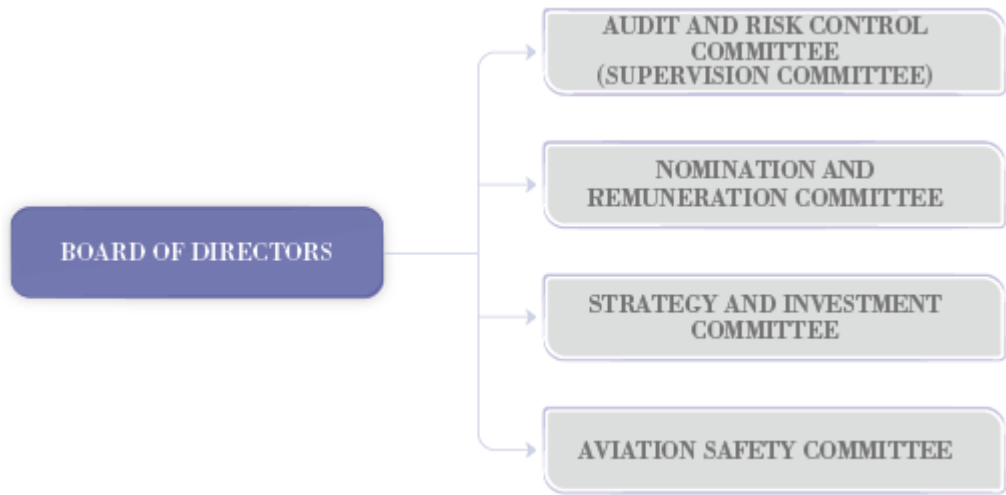 AUDIT AND RISK CONTROL
COMMITTEE
(SUPERVISION COMMITTEE)
NOMINATION AND
REMUNERATION COMMITTEE
BOARD OF DIRECTORS
STRATEGY AND INVESTMENT
COMMITTEE
AVIATION SAFETY COMMITTEE